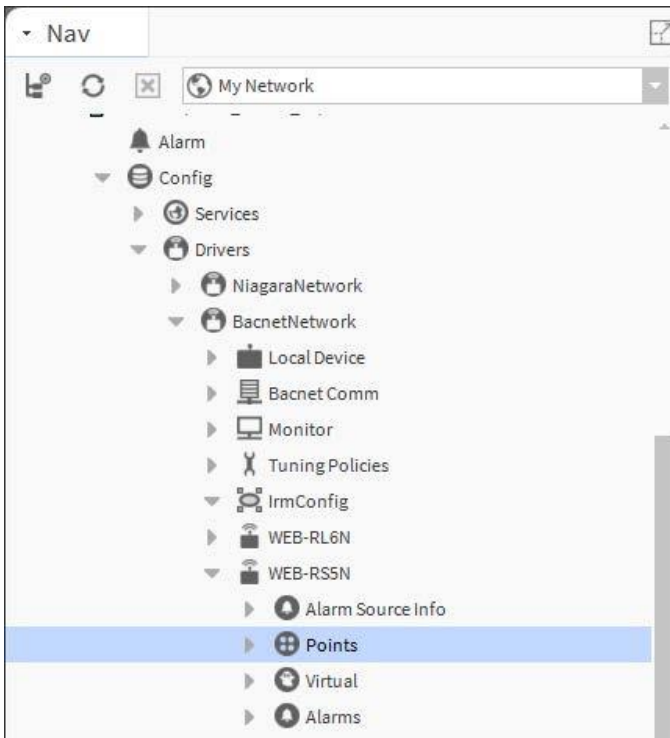 Nav
My Network
Alarm
Config
Services
Drivers
NiagaraNetwork
BacnetNetwork
Local Device
Bacnet Comm
Monitor
Tuning Policies
IrmConfig
WEB-RL6N
WEB-RS5N
Alarm Source Info
Points
Virtual
Alarms